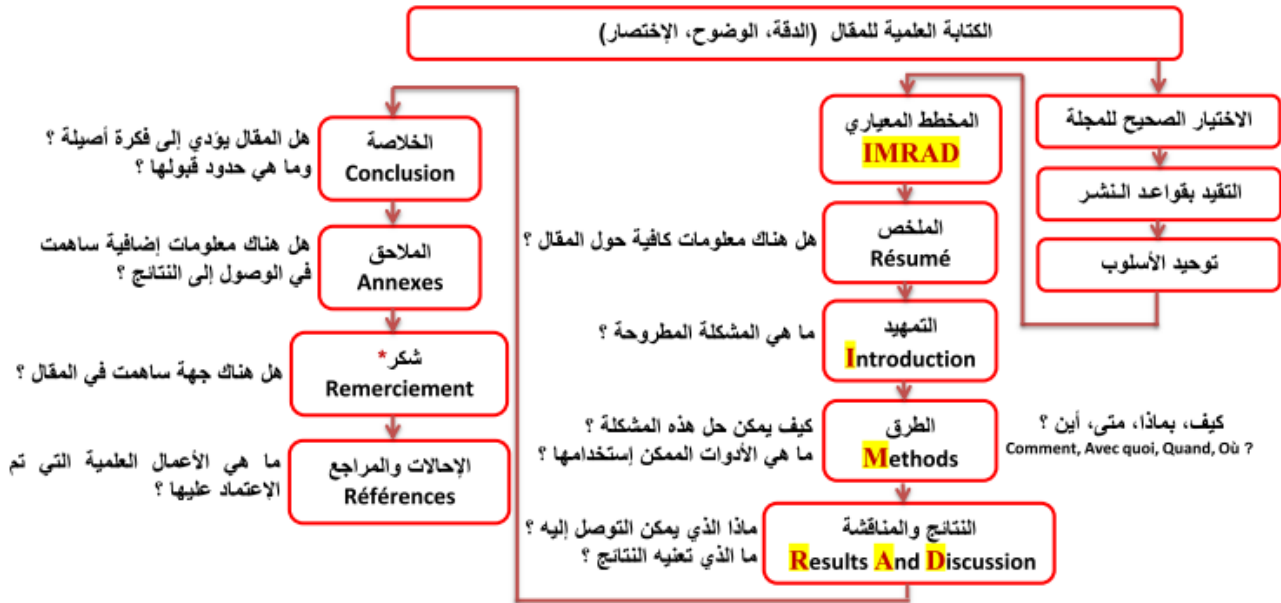 الكتابة العلمية للمقال (الدقة، الوضوح، الإختصار)
الاختيار الصحيح للمجلة
التقيد بقواعد النشر
توحيد الأسلوب
المخطط المعياري
IMRAD
الملخص
Résumé
هل هناك معلومات كافية حول المقال ؟
التمهيد
Introduction
ما هي المشكلة المطروحة ؟
الطرق
Methods
كيف، بماذا، متى، أين ؟
Comment, Avec quoi, Quand, Où ?
كيف يمكن حل هذه المشكلة ؟
ما هي الأدوات الممكن إستخدامها ؟
النتائج والمناقشة
Results And Discussion
ماذا الذي يمكن التوصل إليه ؟
ما الذي تعنيه النتائج ؟
الخلاصة
Conclusion
هل المقال يؤدي إلى فكرة أصيلة ؟
وما هي حدود قبولها ؟
الملاحق
Annexes
هل هناك معلومات إضافية ساهمت
في الوصول إلى النتائج ؟
شكر*
Remerciement
هل هناك جهة ساهمت في المقال ؟
الإحالات والمراجع
Références
ما هي الأعمال العلمية التي تم
الإعتماد عليها ؟